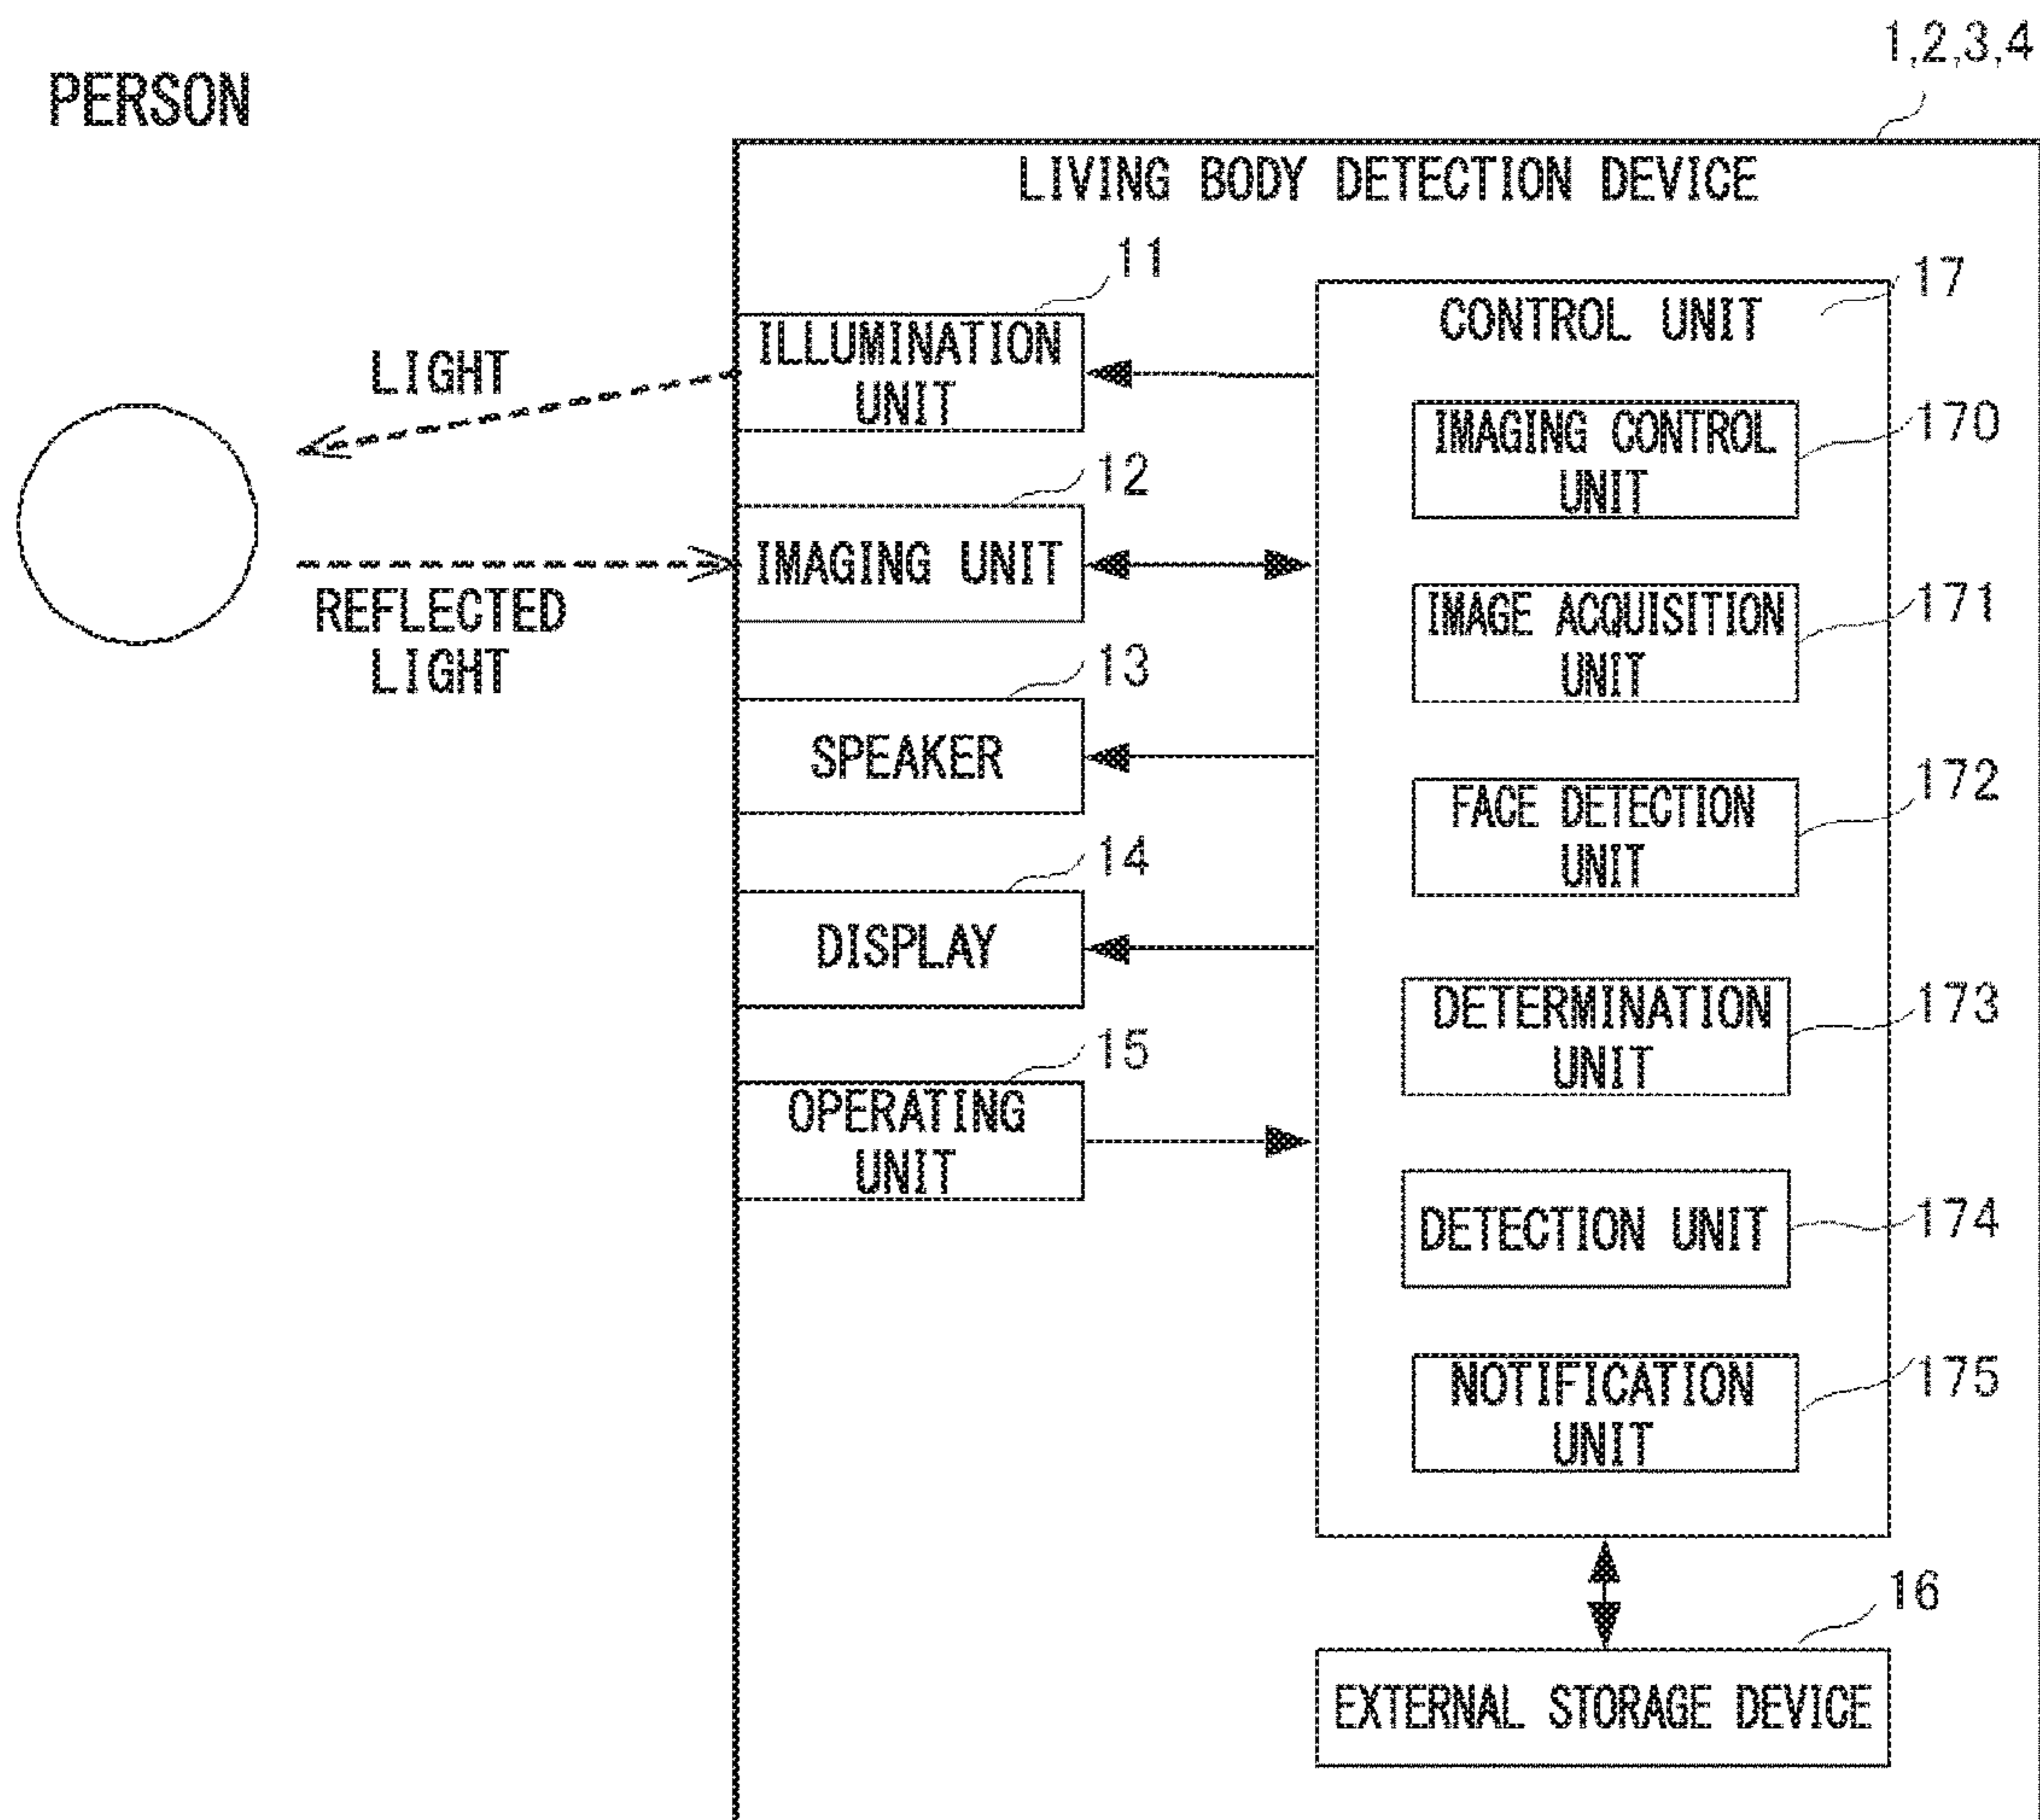 1,2,3,4
PERSON
LIVING BODY DETECTION DEVICE
11
ILLUMINATION
UNIT
LIGHT
12
IMAGING UNIT
REFLECTED
LIGHT
13
SPEAKER
14
DISPLAY
15
OPERATING
UNIT
17
CONTROL UNIT
170
IMAGING CONTROL
UNIT
171
IMAGE ACQUISITION
UNIT
172
FACE DETECTION
UNIT
173
DETERMINATION
UNIT
174
DETECTION UNIT
175
NOTIFICATION
UNIT
16
EXTERNAL STORAGE DEVICE